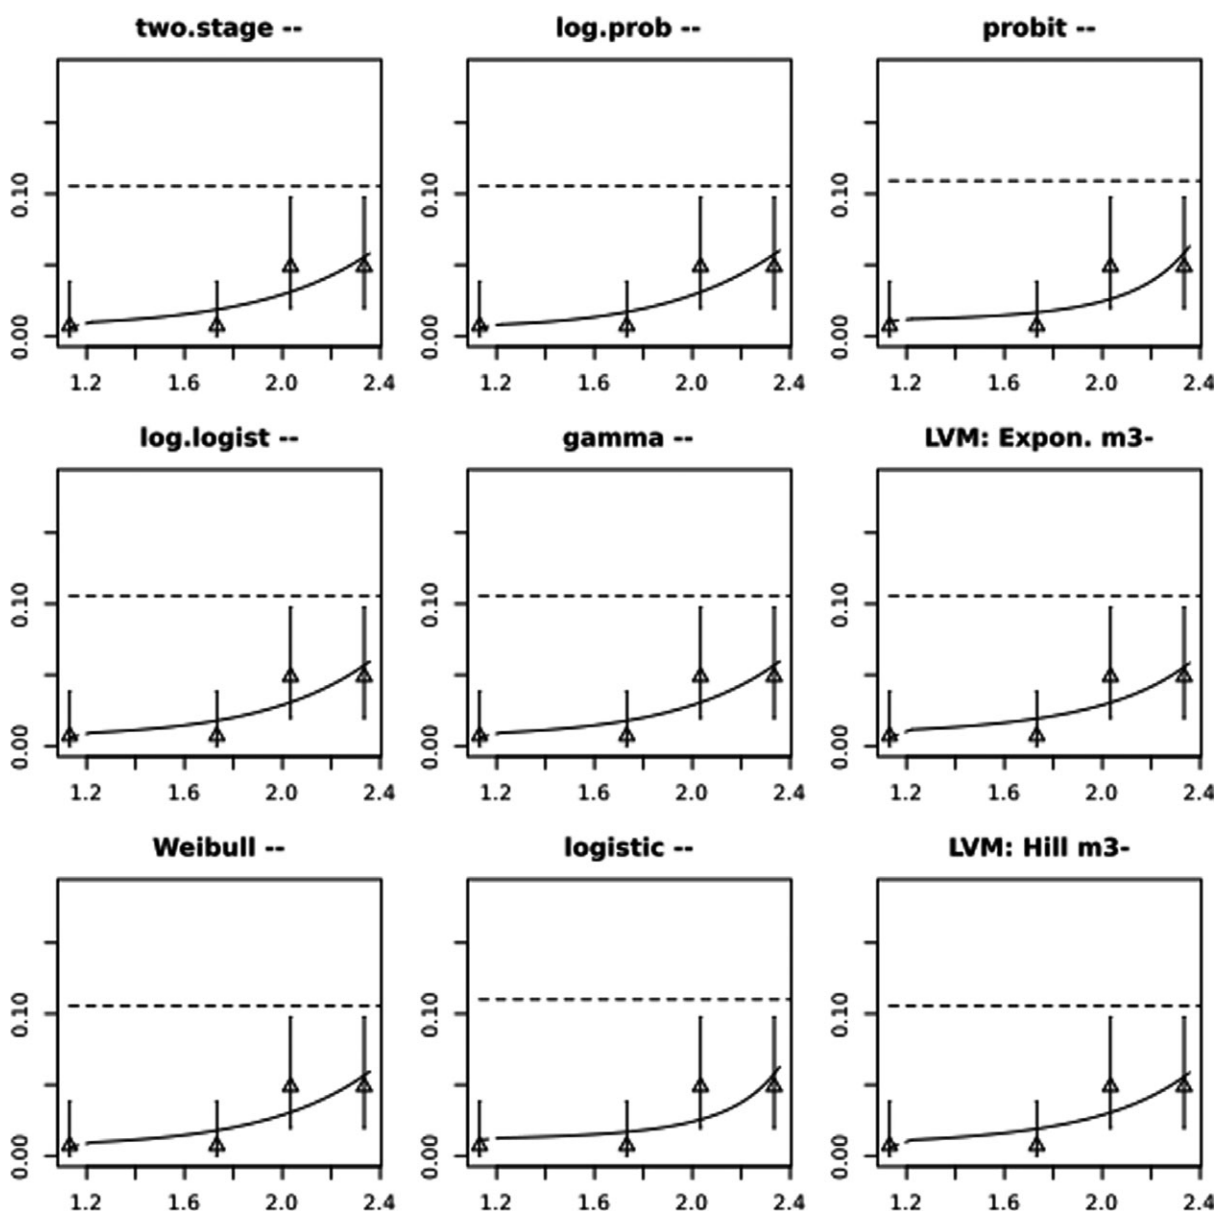 two.stage --
log.prob --
probit --
0.00 0.10
1.2 1.6 2.0 2.4
0.00 0.10
1.2 1.6 2.0 2.4
0.00 0.10
1.2 1.6 2.0 2.4
log.logist --
gamma --
LVM: Expon. m3-
0.00 0.10
1.2 1.6 2.0 2.4
0.00 0.10
1.2 1.6 2.0 2.4
0.00 0.10
1.2 1.6 2.0 2.4
Weibull --
logistic --
LVM: Hill m3-
0.00 0.10
1.2 1.6 2.0 2.4
0.00 0.10
1.2 1.6 2.0 2.4
0.00 0.10
1.2 1.6 2.0 2.4